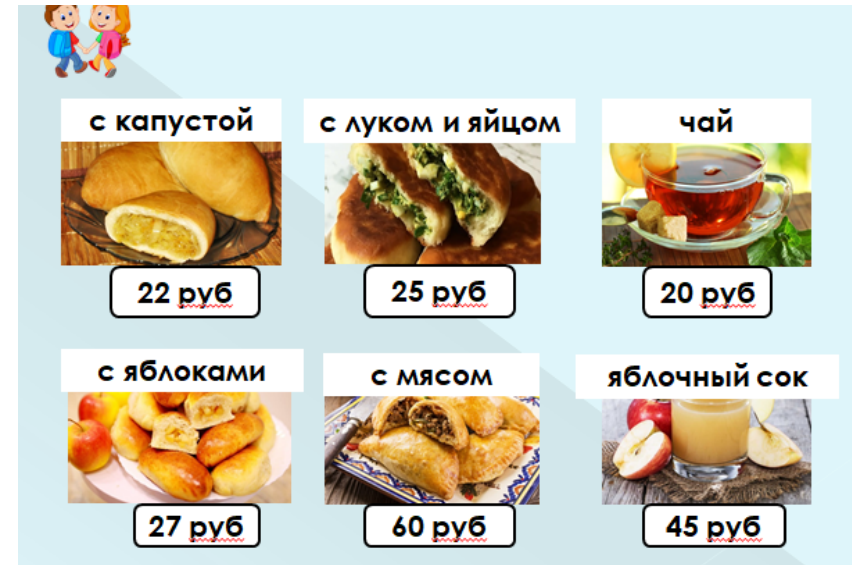 с капустой
с луком и яйцом
чай
22 руб
25 руб
20 руб
с яблоками
с мясом
яблочный сок
27 руб
60 руб
45 руб